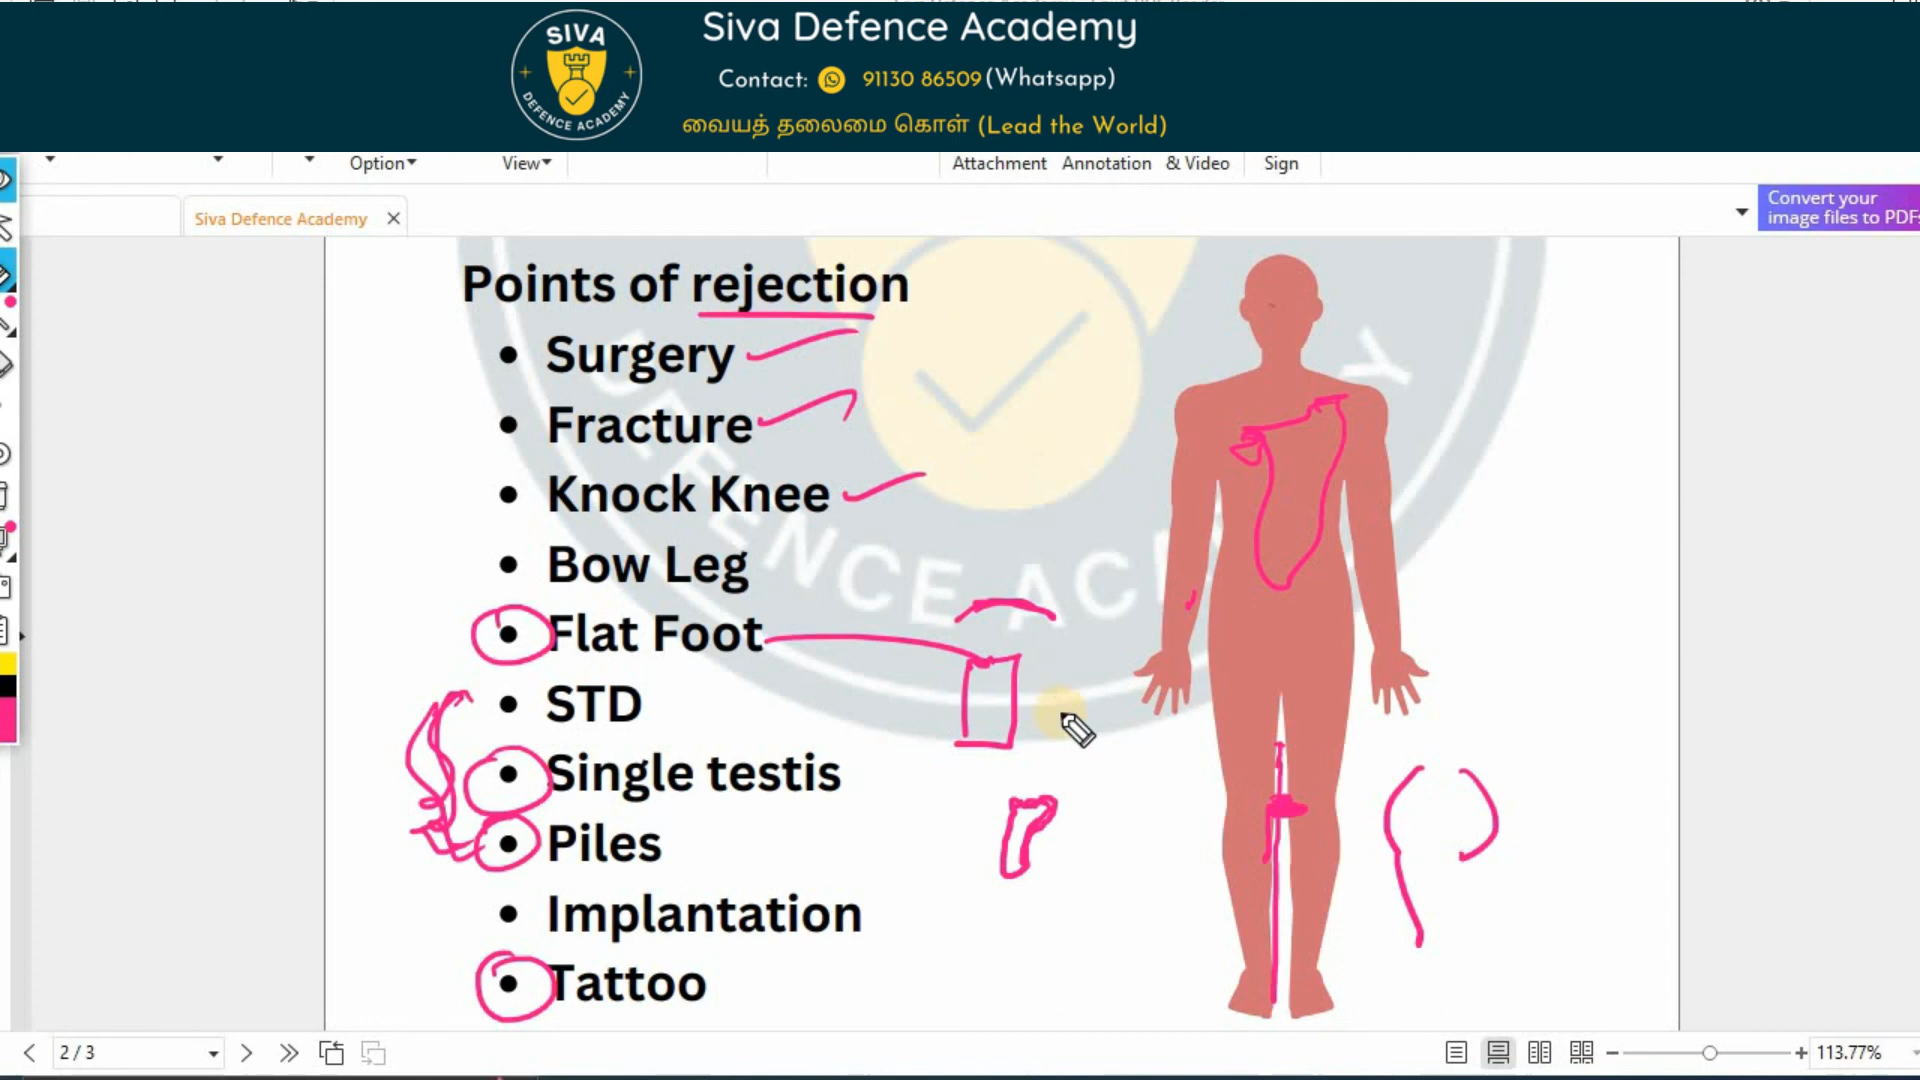 SIVA
DEFENCE ACADEMY
Siva Defence Academy
Contact: 91130 86509 (Whatsapp)
வையத் தலைமை கொள் (Lead the World)
Option View Attachment Annotation & Video Sign
Siva Defence Academy
Convert your
image files to PDFs
Points of rejection
• Surgery
• Fracture
• Knock Knee
• Bow Leg
• Flat Foot
• STD
• Single testis
• Piles
• Implantation
• Tattoo
2 / 3
113.77%